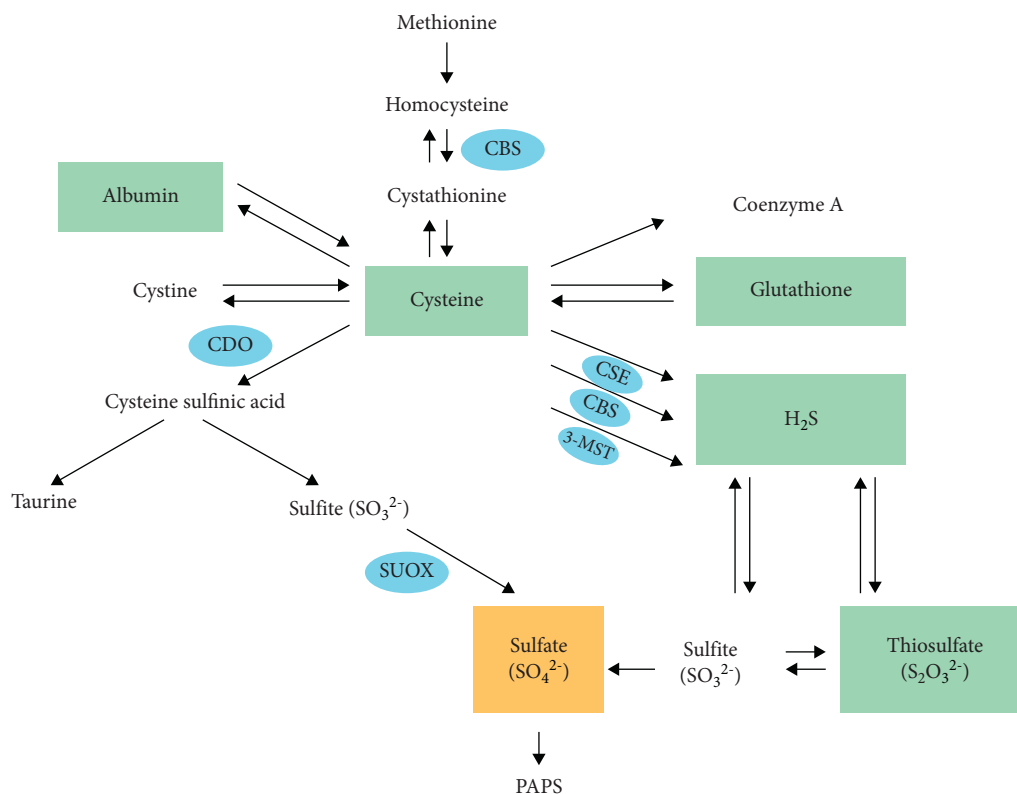 Methionine
Homocysteine
CBS
Albumin
Cystathionine
Coenzyme A
Cystine
Cysteine
Glutathione
CDO
CSE
Cysteine sulfinic acid
CBS
H₂S
3-MST
Taurine
Sulfite (SO₃²⁻)
SUOX
Sulfate
(SO₄²⁻)
Sulfite
(SO₃²⁻)
Thiosulfate
(S₂O₃²⁻)
PAPS